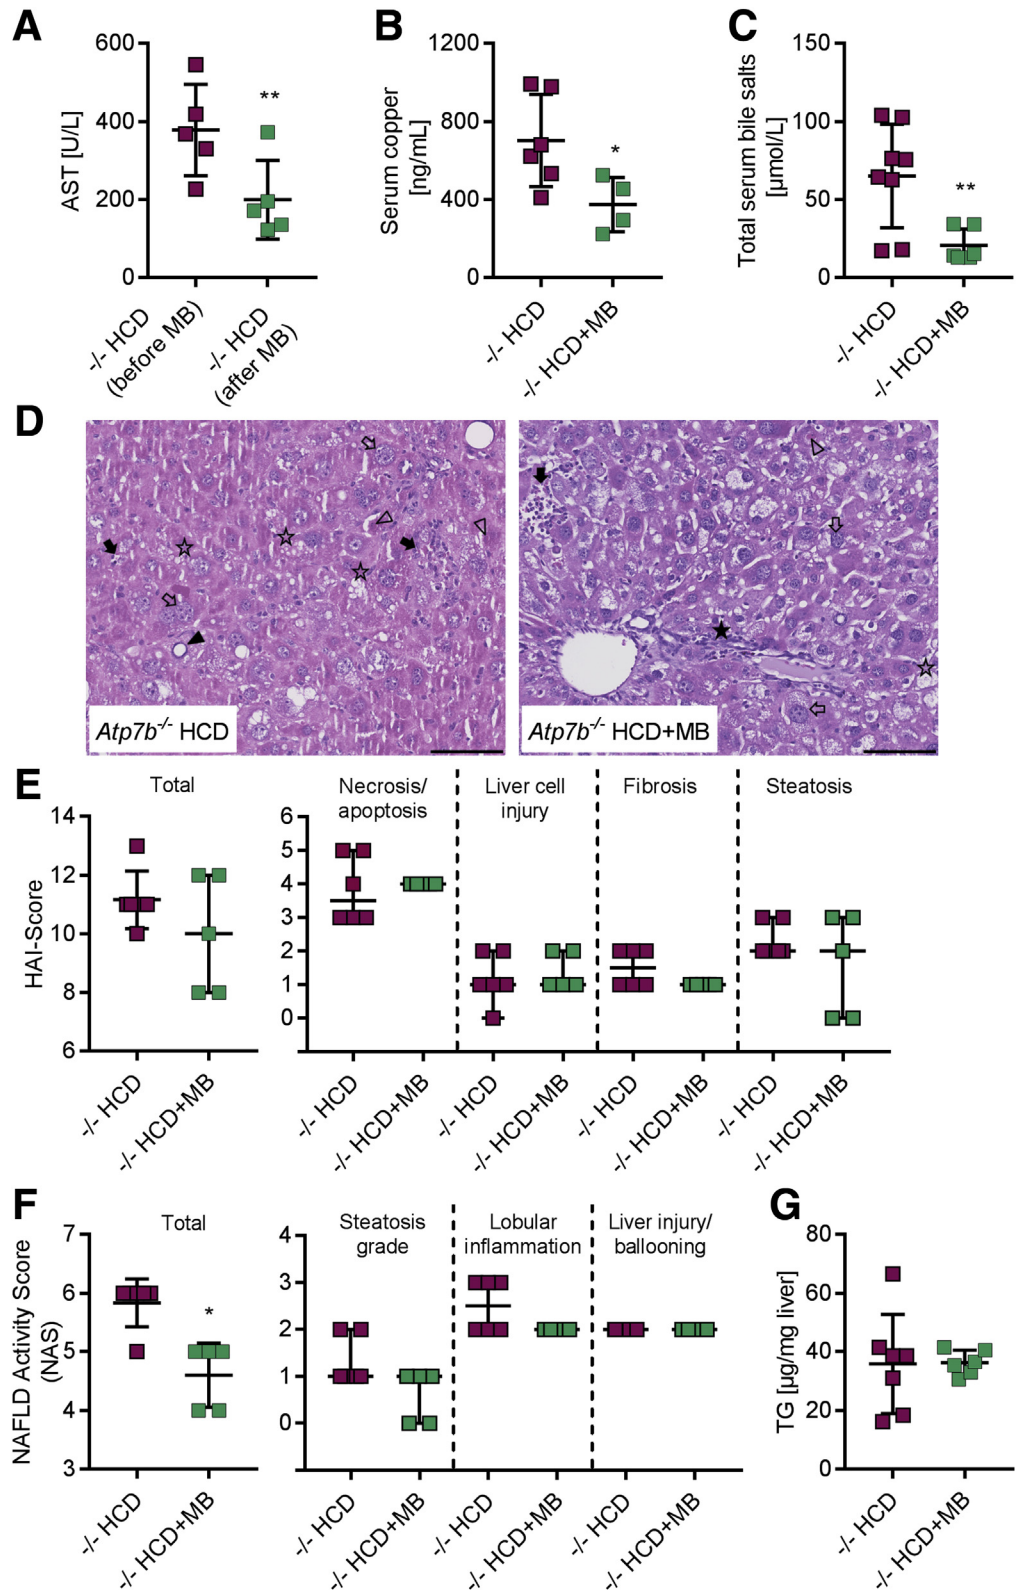 A
B
C
600
400
200
0
AST [U/L]
**
-/- HCD
(before MB)
-/- HCD
(after MB)
1200
800
400
0
Serum copper
[ng/mL]
*
-/- HCD
-/- HCD+MB
150
100
50
0
Total serum bile salts
[µmol/L]
**
-/- HCD
-/- HCD+MB
D
Atp7b-/- HCD
Atp7b-/- HCD+MB
E
Total
14
12
10
8
6
HAI-Score
-/- HCD
-/- HCD+MB
Necrosis/
apoptosis
Liver cell
injury
Fibrosis
Steatosis
6
5
4
3
2
1
0
-/- HCD
-/- HCD+MB
-/- HCD
-/- HCD+MB
-/- HCD
-/- HCD+MB
-/- HCD
-/- HCD+MB
F
Total
7
6
5
4
3
NAFLD Activity Score
(NAS)
*
-/- HCD
-/- HCD+MB
Steatosis
grade
Lobular
inflammation
Liver injury/
ballooning
4
3
2
1
0
-/- HCD
-/- HCD+MB
-/- HCD
-/- HCD+MB
-/- HCD
-/- HCD+MB
G
80
60
40
20
0
TG [µg/mg liver]
-/- HCD
-/- HCD+MB